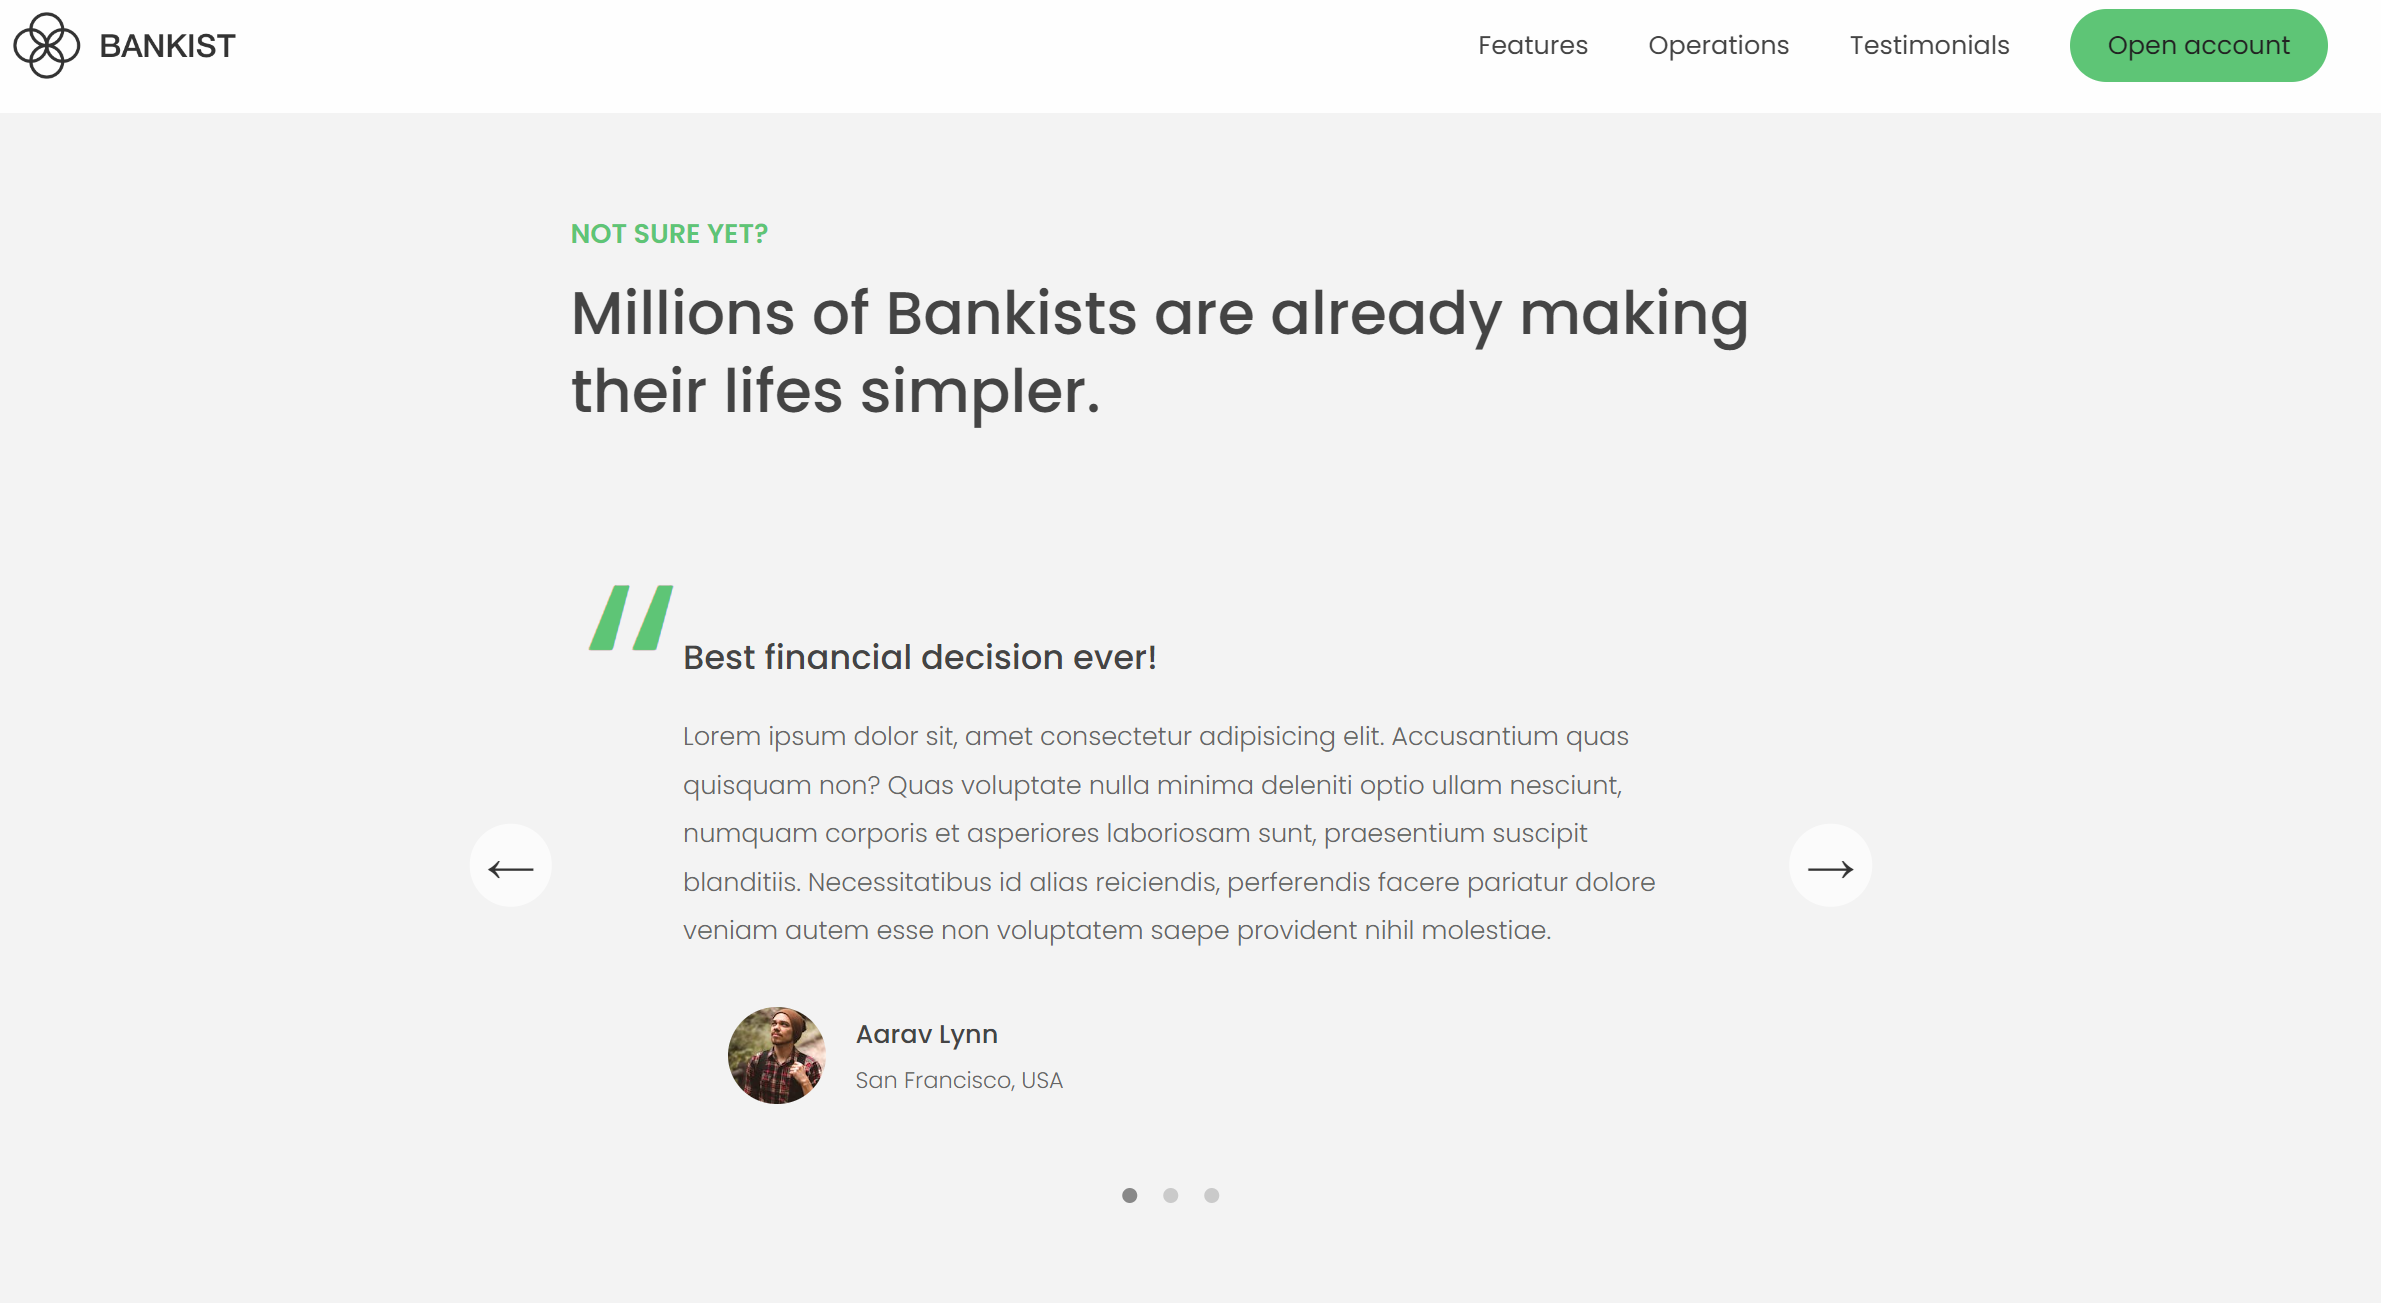 BANKIST
Features
Operations
Testimonials
Open account
NOT SURE YET?
Millions of Bankists are already making
their lifes simpler.
“
Best financial decision ever!
Lorem ipsum dolor sit, amet consectetur adipisicing elit. Accusantium quas
quisquam non? Quas voluptate nulla minima deleniti optio ullam nesciunt,
numquam corporis et asperiores laboriosam sunt, praesentium suscipit
blanditiis. Necessitatibus id alias reiciendis, perferendis facere pariatur dolore
veniam autem esse non voluptatem saepe provident nihil molestiae.
←
→
Aarav Lynn
San Francisco, USA